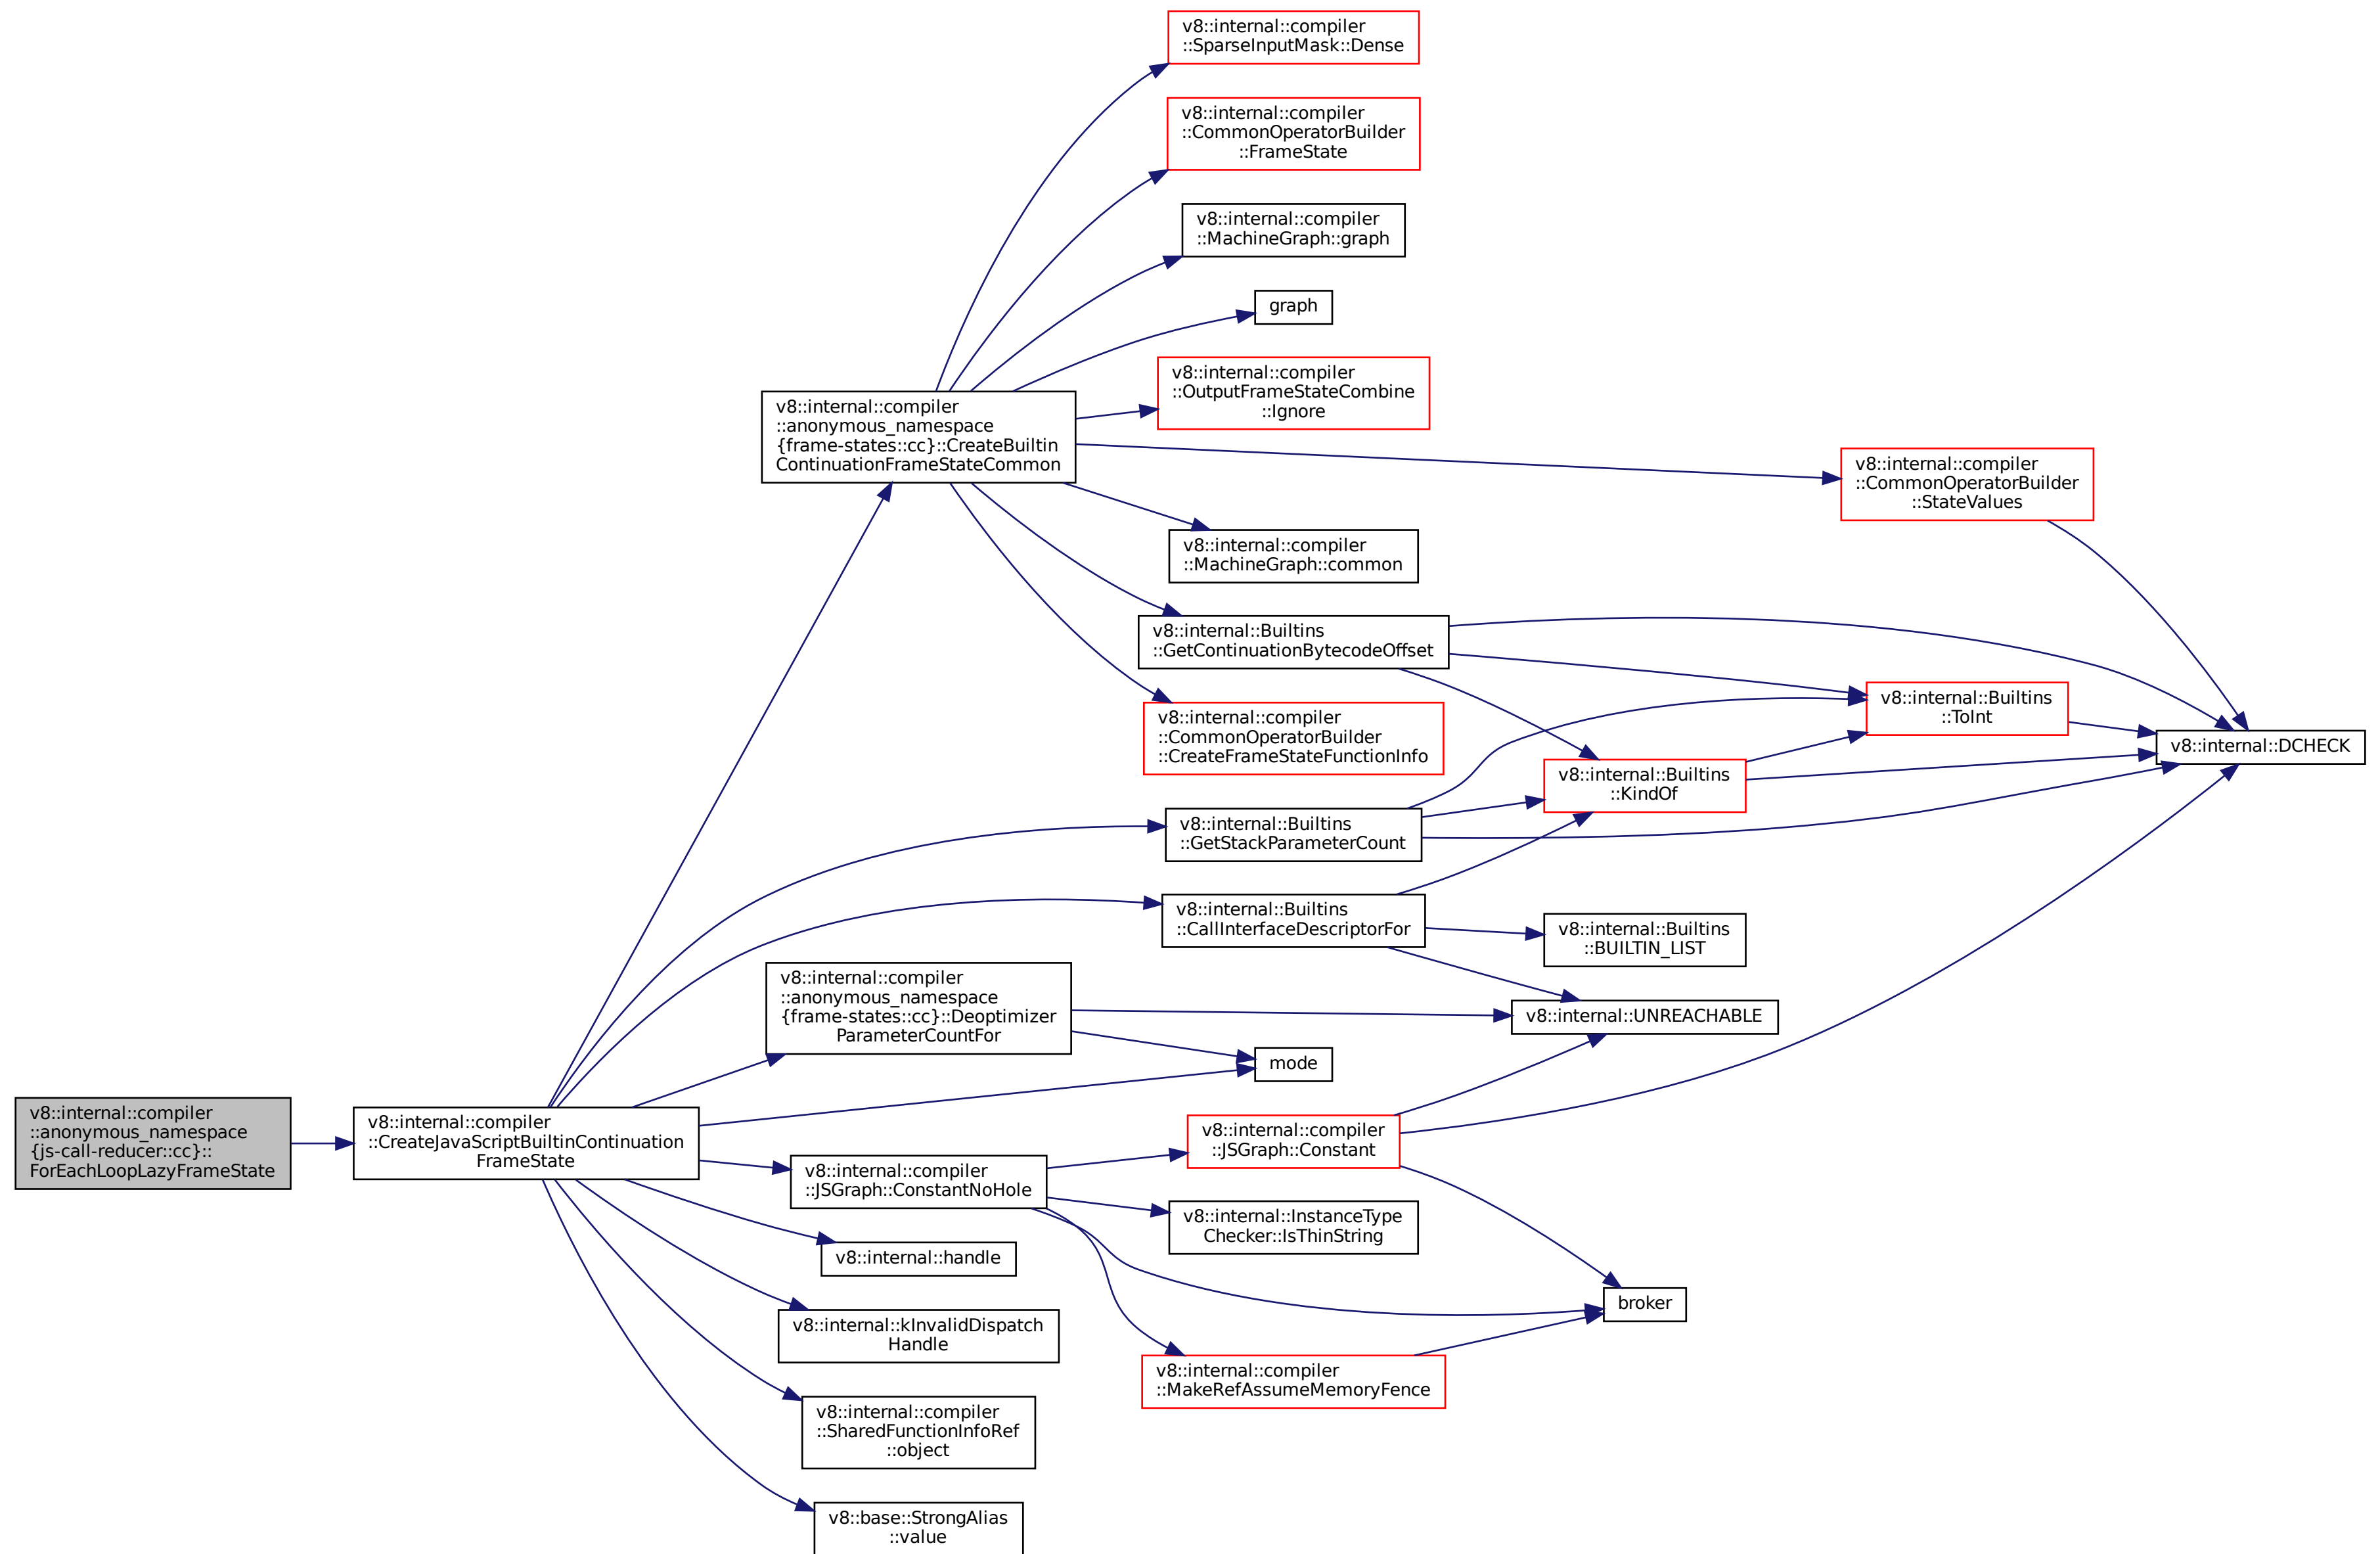 v8::internal::compiler
::SparseInputMask::Dense
v8::internal::compiler
::CommonOperatorBuilder
::FrameState
v8::internal::compiler
::MachineGraph::graph
graph
v8::internal::compiler
::OutputFrameStateCombine
::Ignore
v8::internal::compiler
::anonymous_namespace
{frame-states::cc}::CreateBuiltin
ContinuationFrameStateCommon
v8::internal::compiler
::CommonOperatorBuilder
::StateValues
v8::internal::compiler
::MachineGraph::common
v8::internal::Builtins
::GetContinuationBytecodeOffset
v8::internal::compiler
::CommonOperatorBuilder
::CreateFrameStateFunctionInfo
v8::internal::Builtins
::ToInt
v8::internal::DCHECK
v8::internal::Builtins
::KindOf
v8::internal::Builtins
::GetStackParameterCount
v8::internal::Builtins
::CallInterfaceDescriptorFor
v8::internal::Builtins
::BUILTIN_LIST
v8::internal::compiler
::anonymous_namespace
{frame-states::cc}::Deoptimizer
ParameterCountFor
v8::internal::UNREACHABLE
mode
v8::internal::compiler
::anonymous_namespace
{js-call-reducer::cc}::
ForEachLoopLazyFrameState
v8::internal::compiler
::CreateJavaScriptBuiltinContinuation
FrameState
v8::internal::compiler
::JSGraph::Constant
v8::internal::compiler
::JSGraph::ConstantNoHole
v8::internal::InstanceType
Checker::IsThinString
v8::internal::handle
broker
v8::internal::kInvalidDispatch
Handle
v8::internal::compiler
::MakeRefAssumeMemoryFence
v8::internal::compiler
::SharedFunctionInfoRef
::object
v8::base::StrongAlias
::value